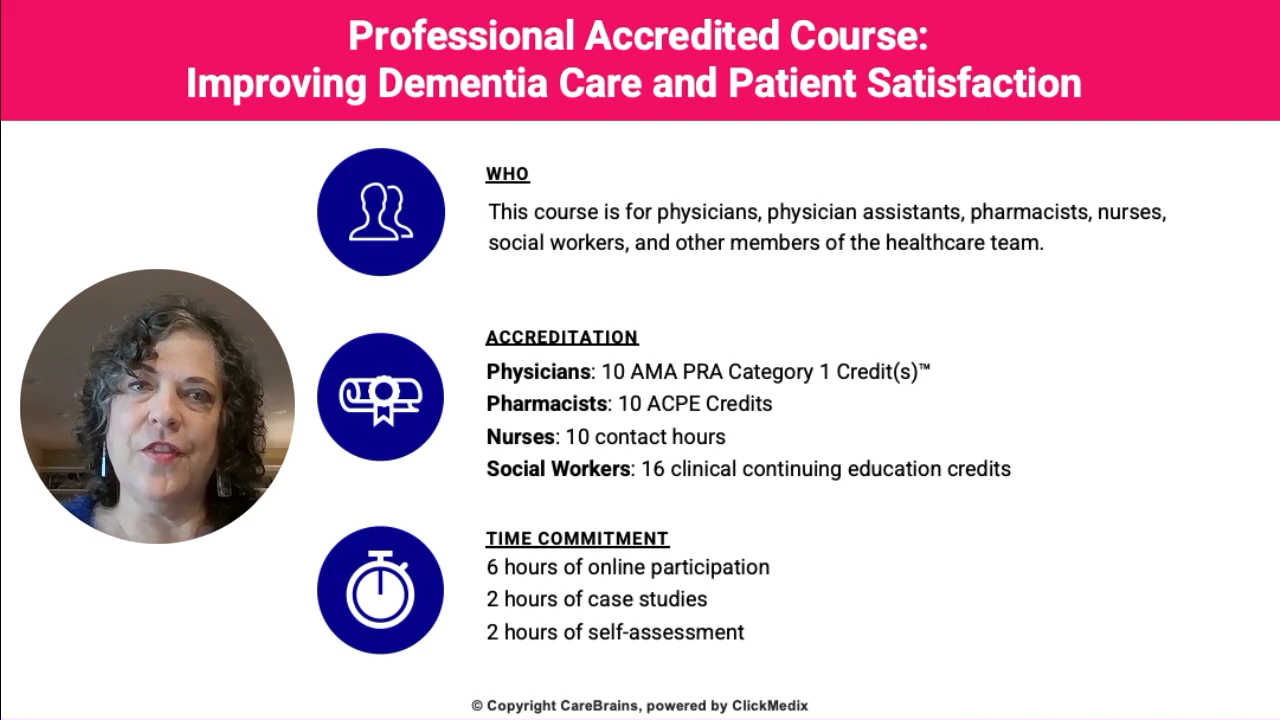 Professional Accredited Course:
Improving Dementia Care and Patient Satisfaction
WHO
This course is for physicians, physician assistants, pharmacists, nurses,
social workers, and other members of the healthcare team.
ACCREDITATION
Physicians: 10 AMA PRA Category 1 Credit(s)™
Pharmacists: 10 ACPE Credits
Nurses: 10 contact hours
Social Workers: 16 clinical continuing education credits
TIME COMMITMENT
6 hours of online participation
2 hours of case studies
2 hours of self-assessment
© Copyright CareBrains, powered by ClickMedix